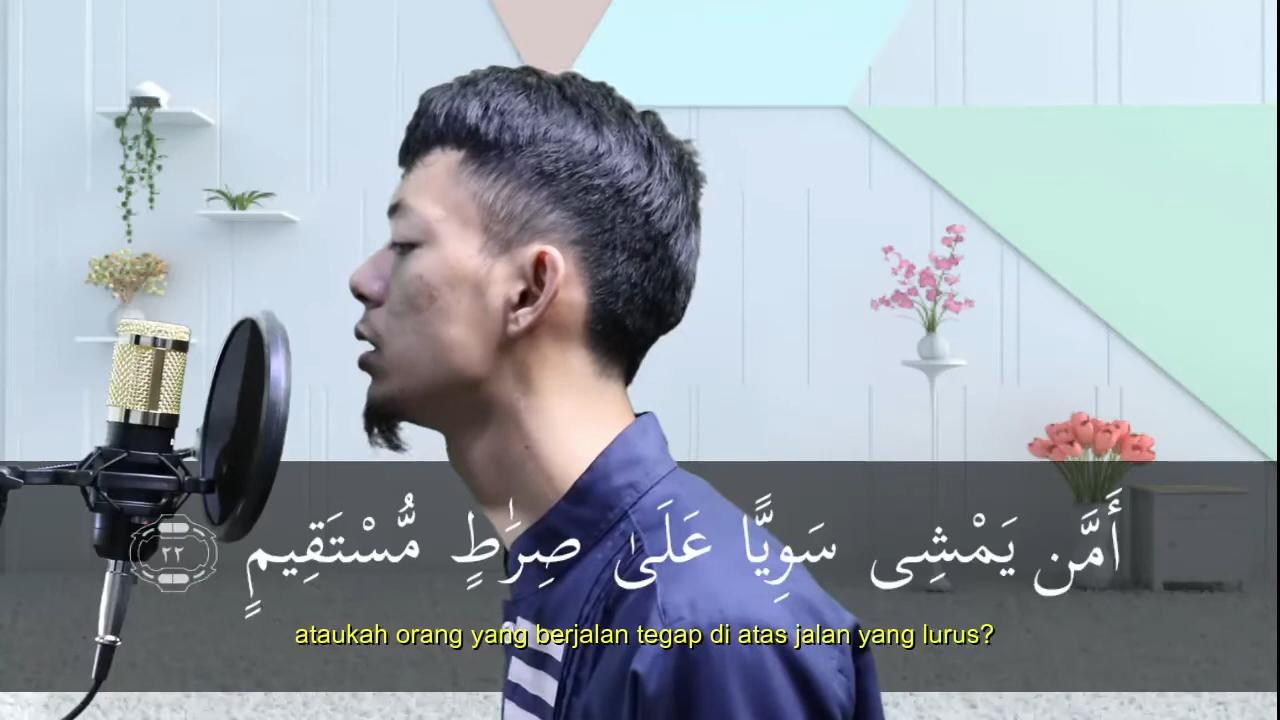 أَمَّن يَمْشِى سَوِيًّا عَلَىٰ صِرَٰطٍ مُّسْتَقِيمٍ ٢٢
ataukah orang yang berjalan tegap di atas jalan yang lurus?